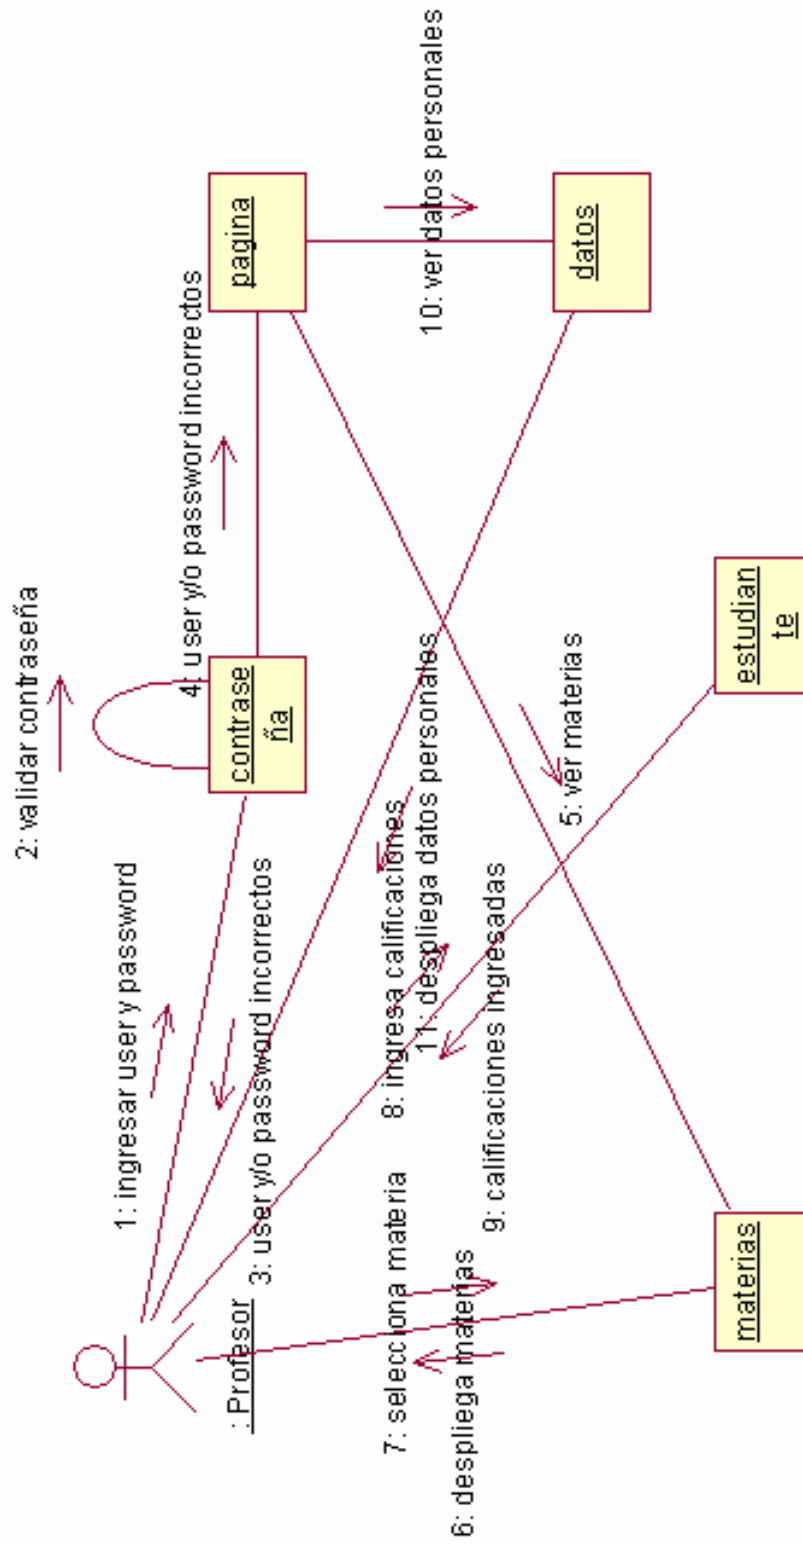 2: validar contraseña
1: ingresar user y password
4: user y/o password incorrectos
: Profesor
contrase
ña
pagina
3: user y/o password incorrectos
7: selecciona materia
8: ingresa calificaciones
6: despliega materias
11: despliega datos personales
10: ver datos personales
9: calificaciones ingresadas
5: ver materias
datos
materias
estudian
te